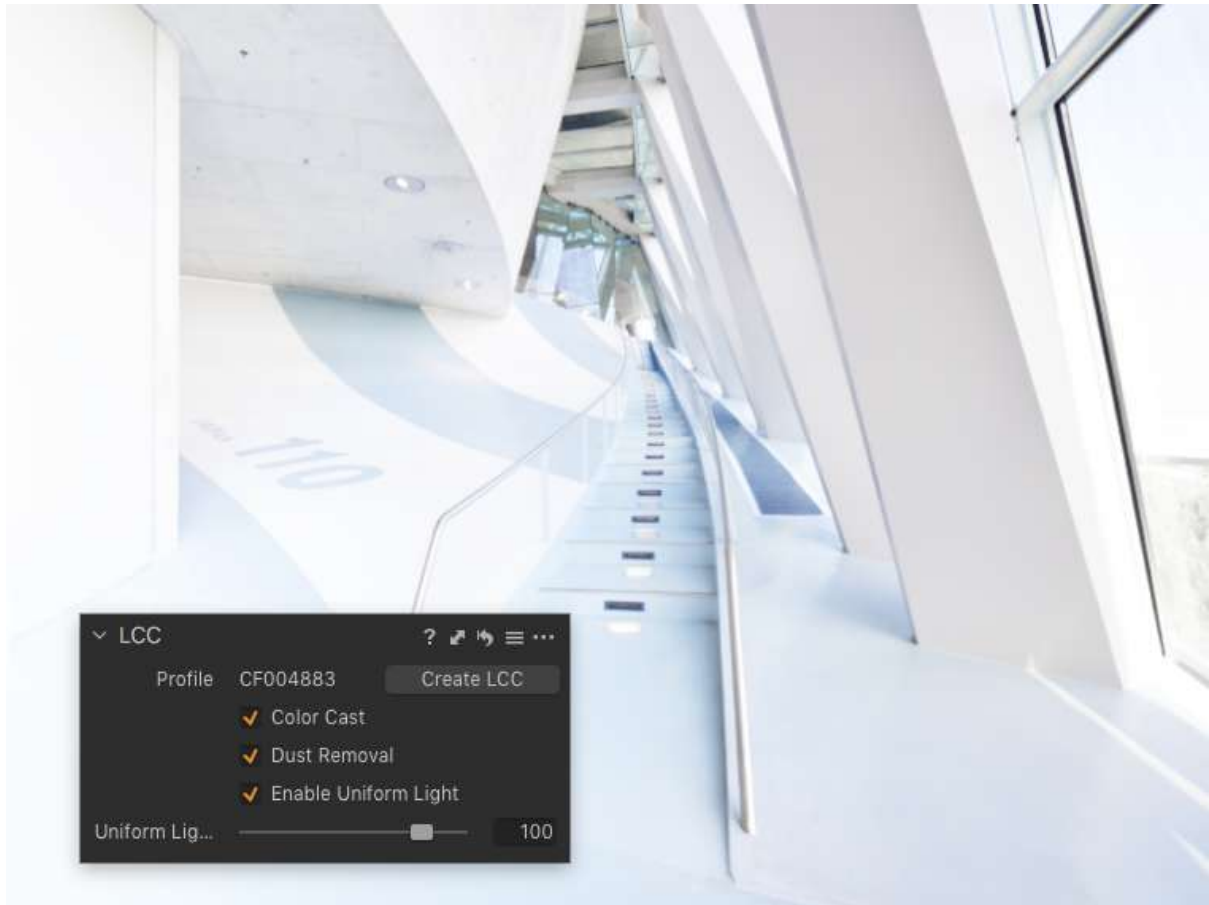 110
LCC
Profile CF004883 Create LCC
Color Cast
Dust Removal
Enable Uniform Light
Uniform Lig... 100